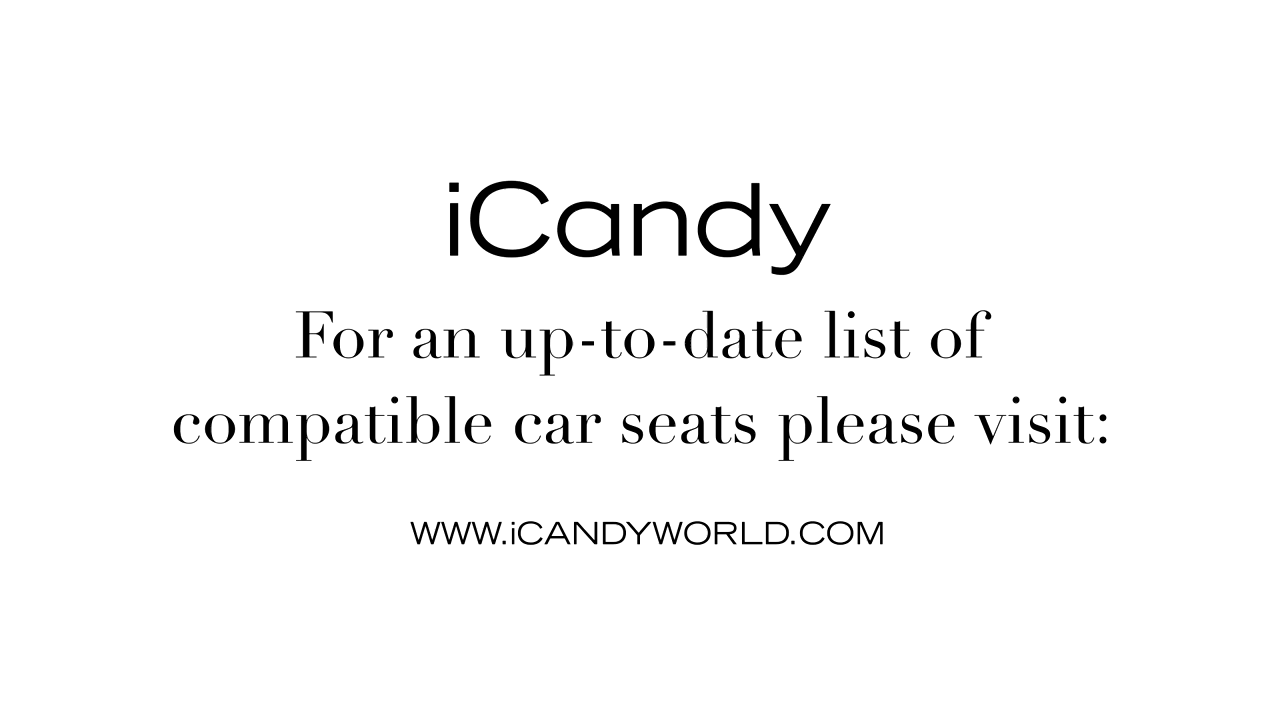 iCandy
For an up-to-date list of
compatible car seats please visit:
WWW.iCANDYWORLD.COM